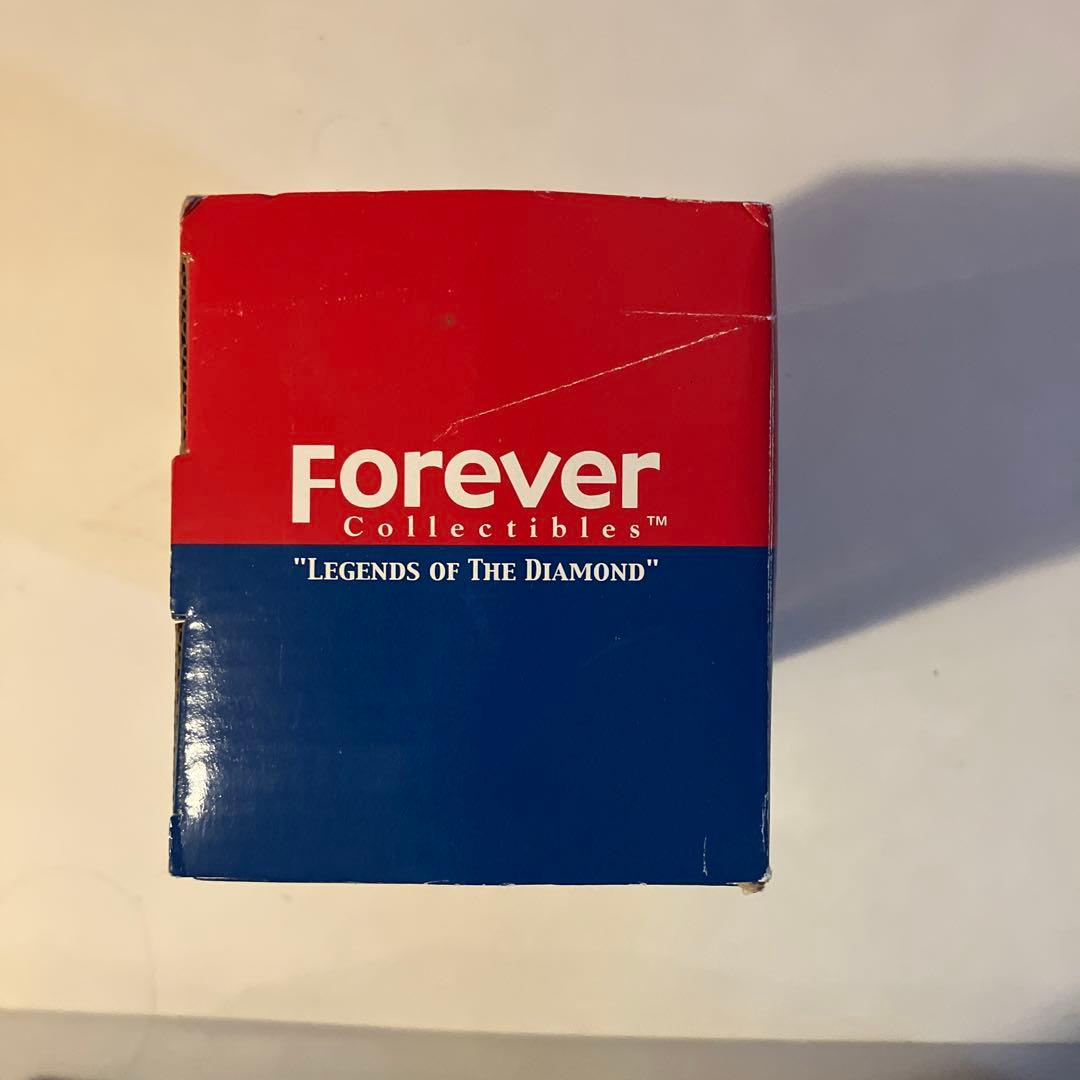 Forever
Collectibles™
"LEGENDS OF THE DIAMOND"